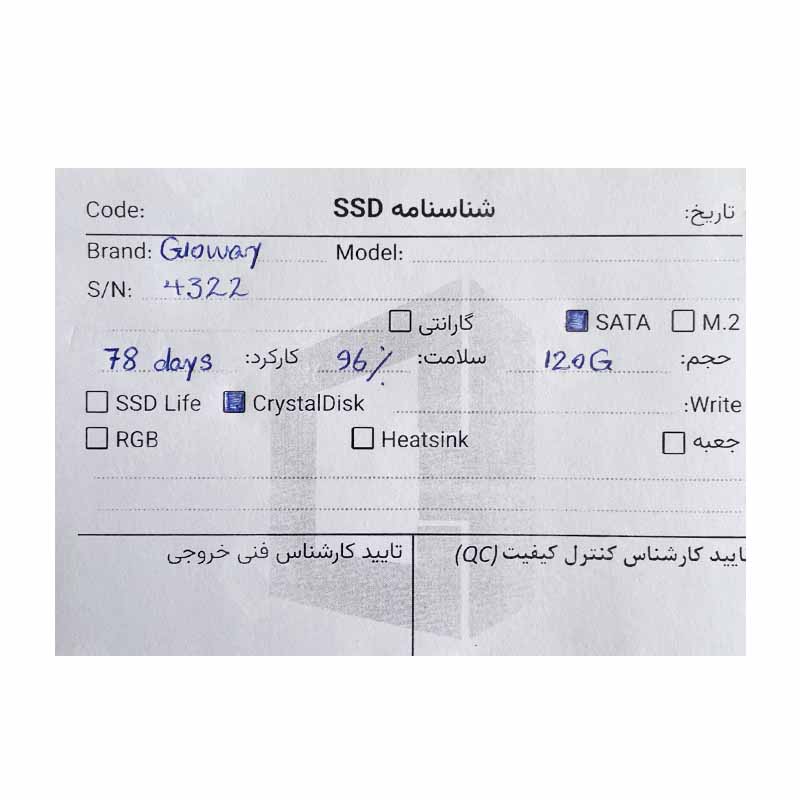 Code: شناسنامه SSD تاریخ:
Brand: Gloway Model:
S/N: 4322
گارانتی SATA M.2
حجم: 120G سلامت: 96٪ کارکرد: 78 days
SSD Life CrystalDisk Write:
RGB Heatsink جعبه
تایید کارشناس فنی خروجی تایید کارشناس کنترل کیفیت (QC)